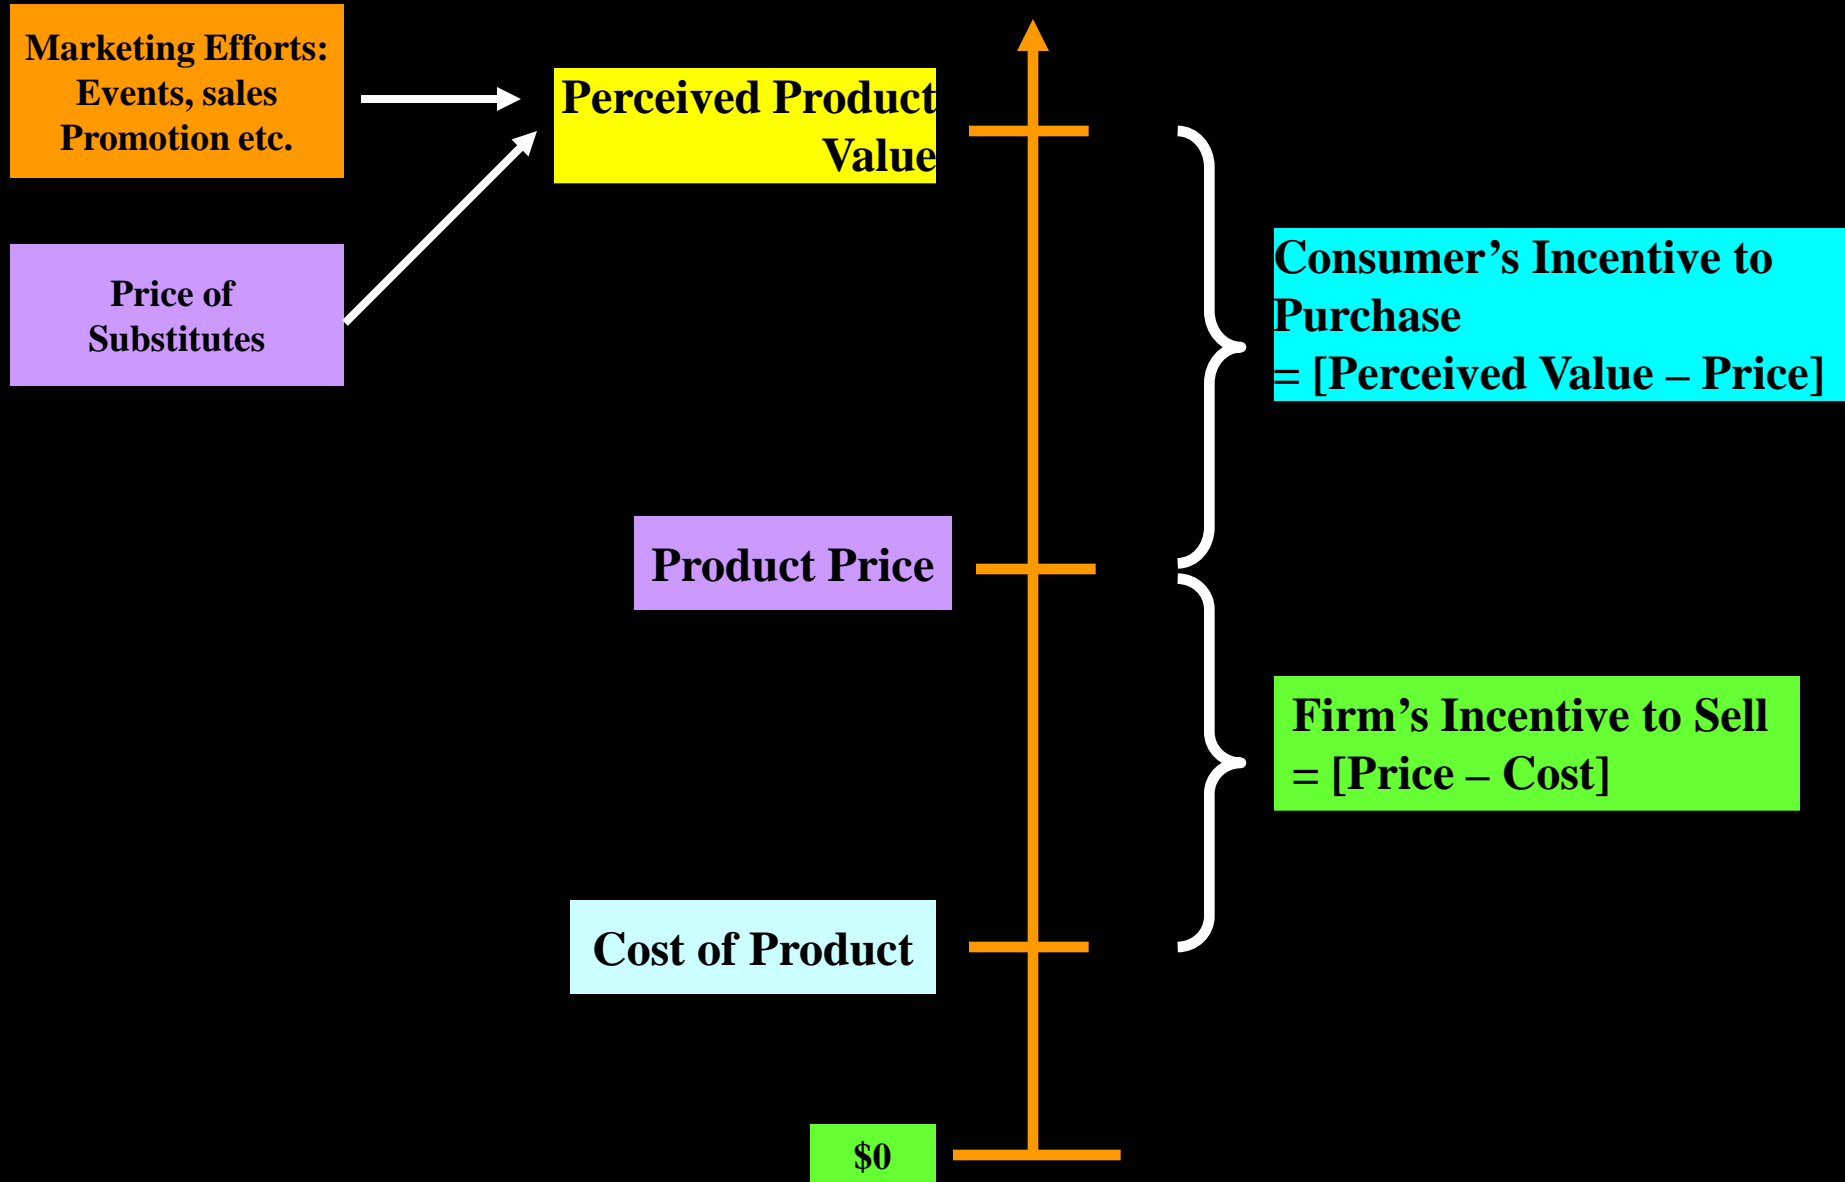 Marketing Efforts:
Events, sales
Promotion etc.
Perceived Product
Value
Price of
Substitutes
Consumer’s Incentive to
Purchase
= [Perceived Value – Price]
Product Price
Firm’s Incentive to Sell
= [Price – Cost]
Cost of Product
$0